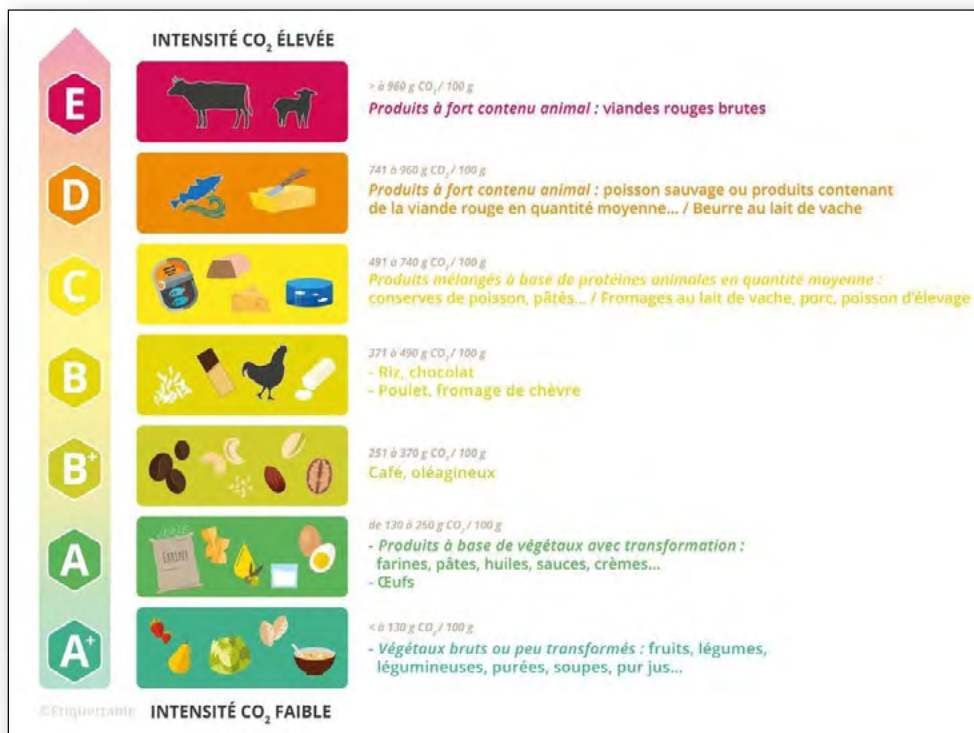 INTENSITÉ CO₂ ÉLEVÉE
E
> à 960 g CO₂/ 100 g
Produits à fort contenu animal : viandes rouges brutes
D
741 à 960 g CO₂/ 100 g
Produits à fort contenu animal : poisson sauvage ou produits contenant
de la viande rouge en quantité moyenne... / Beurre au lait de vache
C
491 à 740 g CO₂/ 100 g
Produits mélangés à base de protéines animales en quantité moyenne :
conserves de poisson, pâtés... / Fromages au lait de vache, porc, poisson d'élevage
B
371 à 490 g CO₂/ 100 g
- Riz, chocolat
- Poulet, fromage de chèvre
B⁺
251 à 370 g CO₂/ 100 g
Café, oléagineux
A
FARINE
de 130 à 250 g CO₂/ 100 g
- Produits à base de végétaux avec transformation :
farines, pâtes, huiles, sauces, crèmes...
- Œufs
A⁺
< à 130 g CO₂/ 100 g
- Végétaux bruts ou peu transformés : fruits, légumes,
légumineuses, purées, soupes, pur jus...
©Etiquettable
INTENSITÉ CO₂ FAIBLE